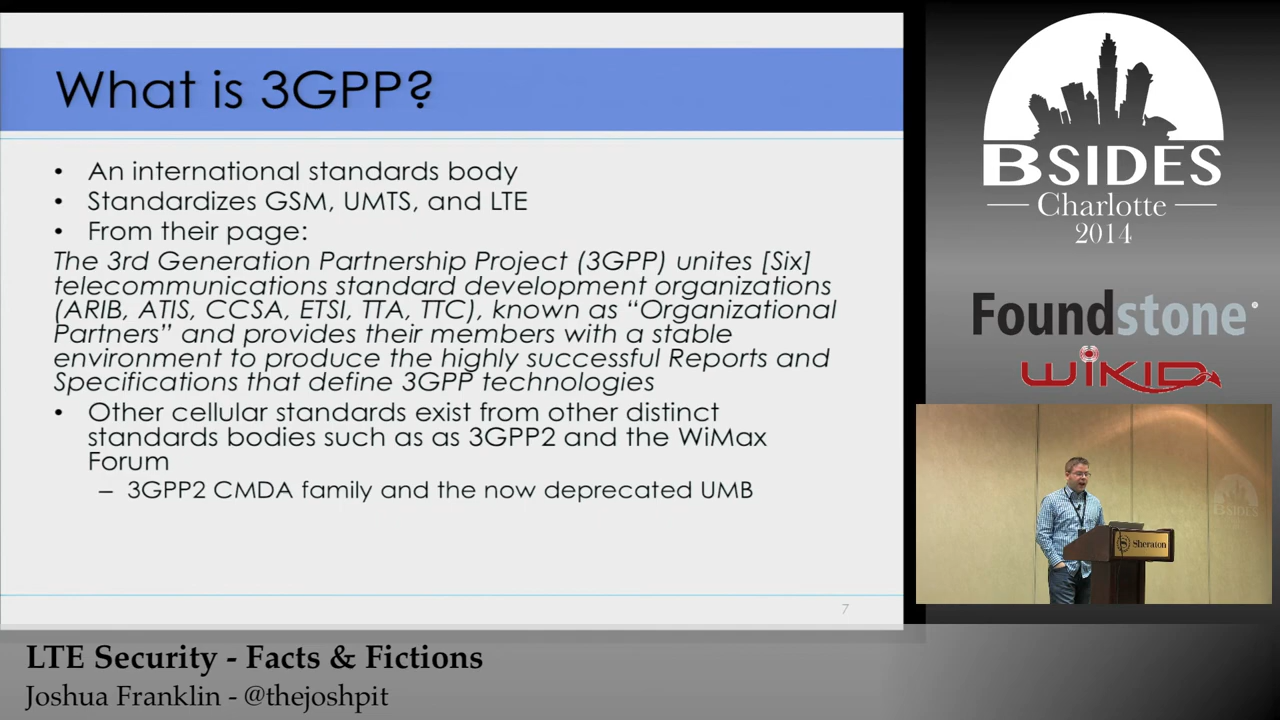 What is 3GPP?
• An international standards body
• Standardizes GSM, UMTS, and LTE
• From their page:
The 3rd Generation Partnership Project (3GPP) unites [Six]
telecommunications standard development organizations
(ARIB, ATIS, CCSA, ETSI, TTA, TTC), known as “Organizational
Partners” and provides their members with a stable
environment to produce the highly successful Reports and
Specifications that define 3GPP technologies
• Other cellular standards exist from other distinct
standards bodies such as as 3GPP2 and the WiMax
Forum
– 3GPP2 CMDA family and the now deprecated UMB
7
BSIDES
Charlotte
2014
Foundstone
WiKID
BSIDES
Sheraton
LTE Security - Facts & Fictions
Joshua Franklin - @thejoshpit